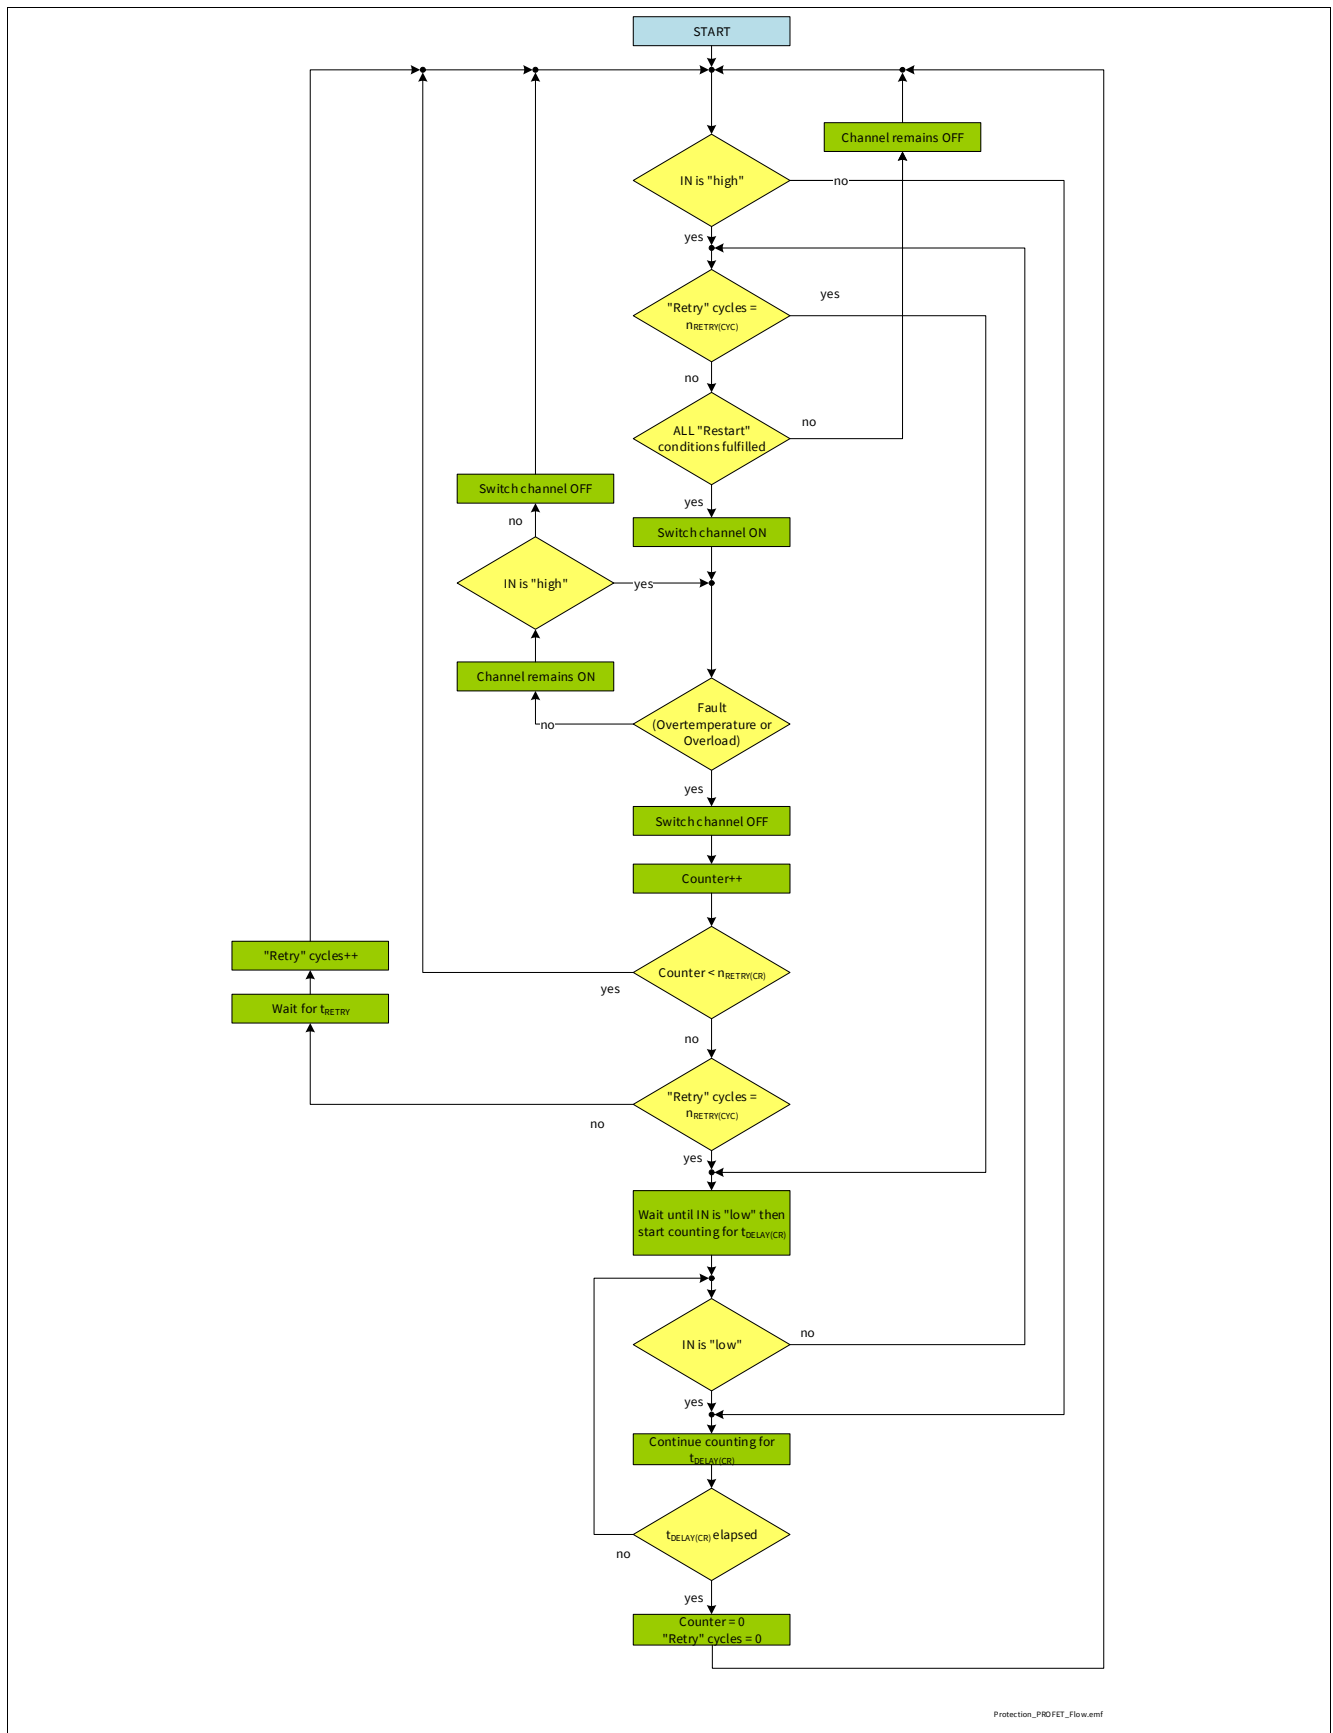 START
Channel remains OFF
IN is "high"
no
yes
"Retry" cycles =
nRETRY(CYC)
yes
no
ALL "Restart"
conditions fulfilled
no
Switch channel OFF
yes
no
Switch channel ON
IN is "high"
yes
Channel remains ON
Fault
(Overtemperature or
Overload)
no
yes
Switch channel OFF
Counter++
"Retry" cycles++
Counter < nRETRY(CR)
yes
Wait for tRETRY
no
"Retry" cycles =
nRETRY(CYC)
no
yes
Wait until IN is "low" then
start counting for tDELAY(CR)
IN is "low"
no
yes
Continue counting for
tDELAY(CR)
tDELAY(CR) elapsed
no
yes
Counter = 0
"Retry" cycles = 0
Protection_PROFET_Flow.emf